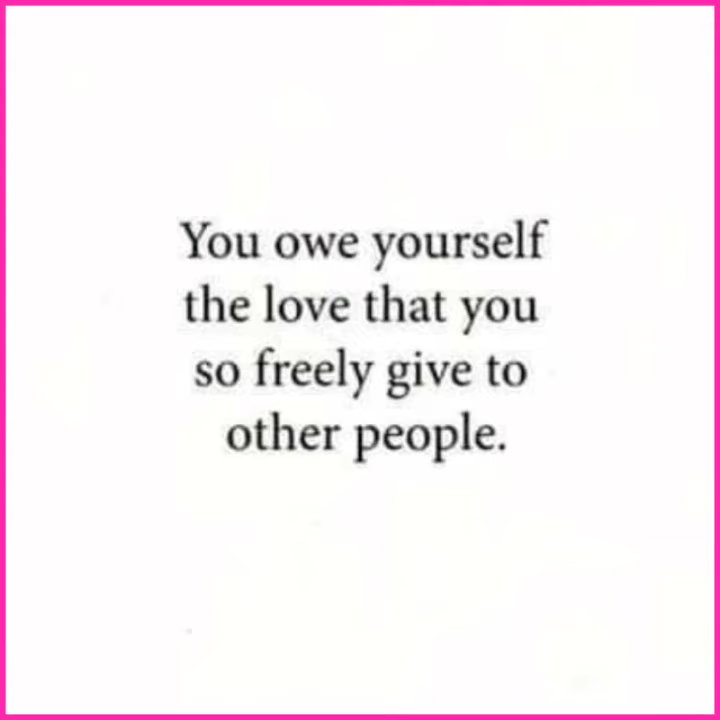 You owe yourself
the love that you
so freely give to
other people.